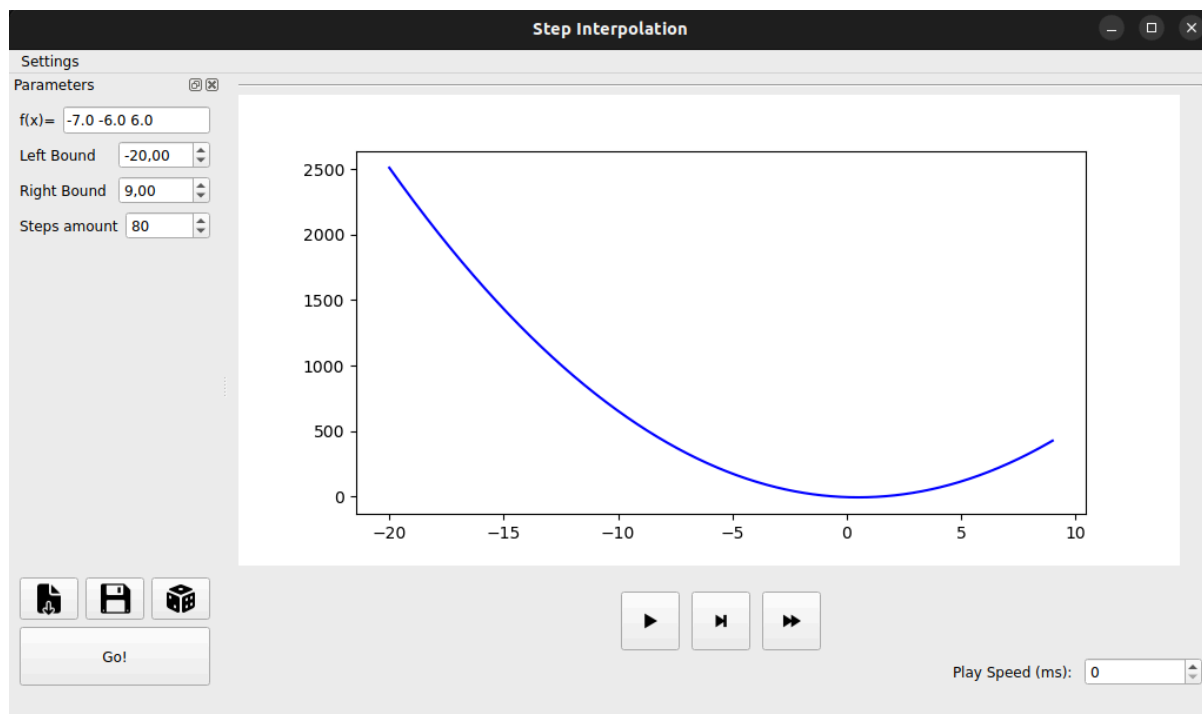 Step Interpolation
Settings
Parameters
f(x)= -7.0 -6.0 6.0
Left Bound -20,00
Right Bound 9,00
Steps amount 80
2500
2000
1500
1000
500
0
−20 −15 −10 −5 0 5 10
Go!
Play Speed (ms): 0